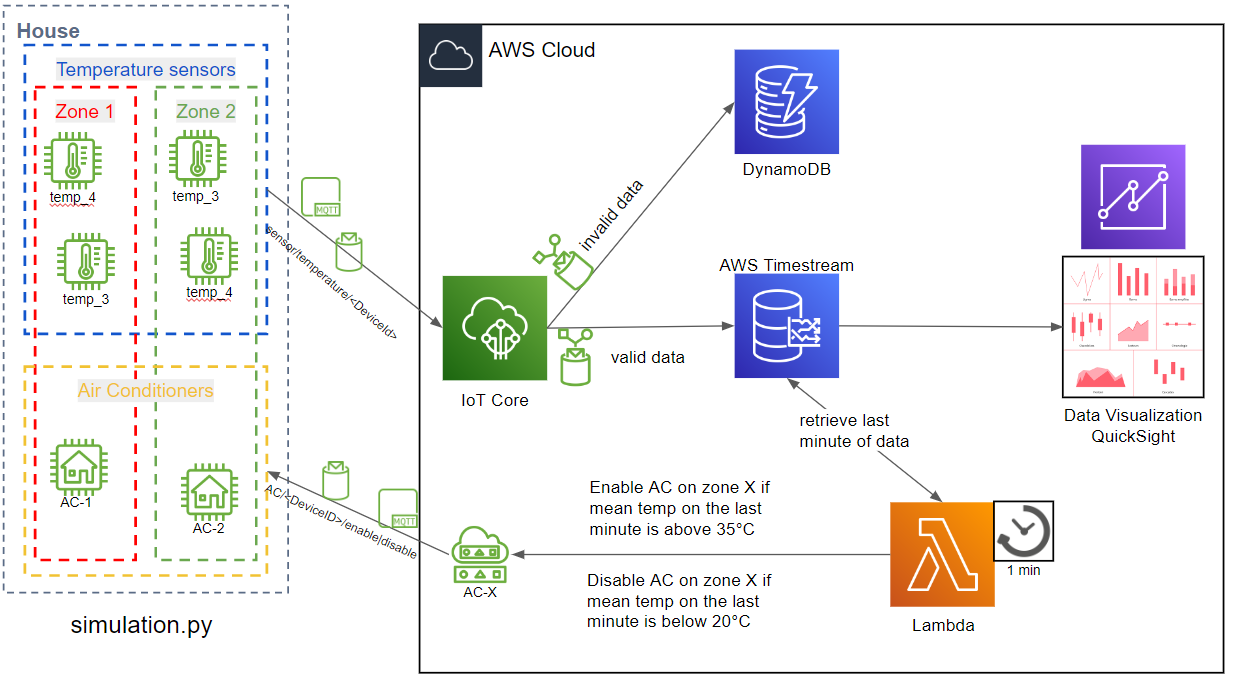 House
Temperature sensors
Zone 1
Zone 2
temp_4
temp_3
temp_3
temp_4
Air Conditioners
AC-1
AC-2
simulation.py
MQTT
sensor/temperature/<DeviceId>
AC/<DeviceID>/enable|disable
MQTT
AWS Cloud
IoT Core
invalid data
valid data
DynamoDB
AWS Timestream
Data Visualization
QuickSight
retrieve last
minute of data
Enable AC on zone X if
mean temp on the last
minute is above 35°C
Disable AC on zone X if
mean temp on the last
minute is below 20°C
AC-X
1 min
Lambda